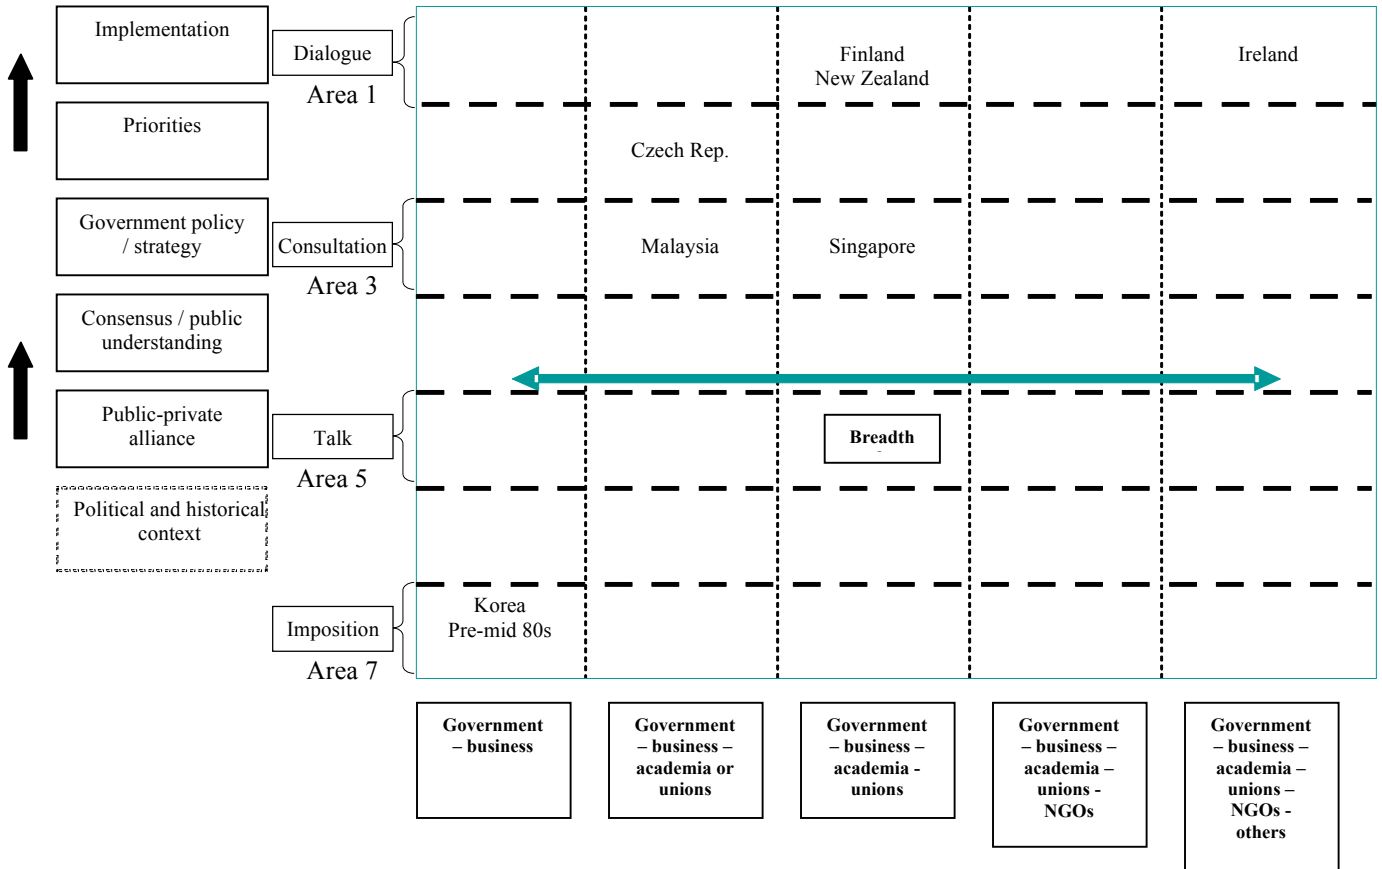 Implementation
Dialogue
Area 1
Finland
New Zealand
Ireland
Priorities
Czech Rep.
Government policy
/ strategy
Consultation
Area 3
Malaysia
Singapore
Consensus / public
understanding
Public-private
alliance
Talk
Area 5
Breadth
Political and historical
context
Imposition
Area 7
Korea
Pre-mid 80s
Government
– business
Government
– business –
academia or
unions
Government
– business –
academia -
unions
Government
– business –
academia –
unions -
NGOs
Government
– business –
academia –
unions –
NGOs -
others